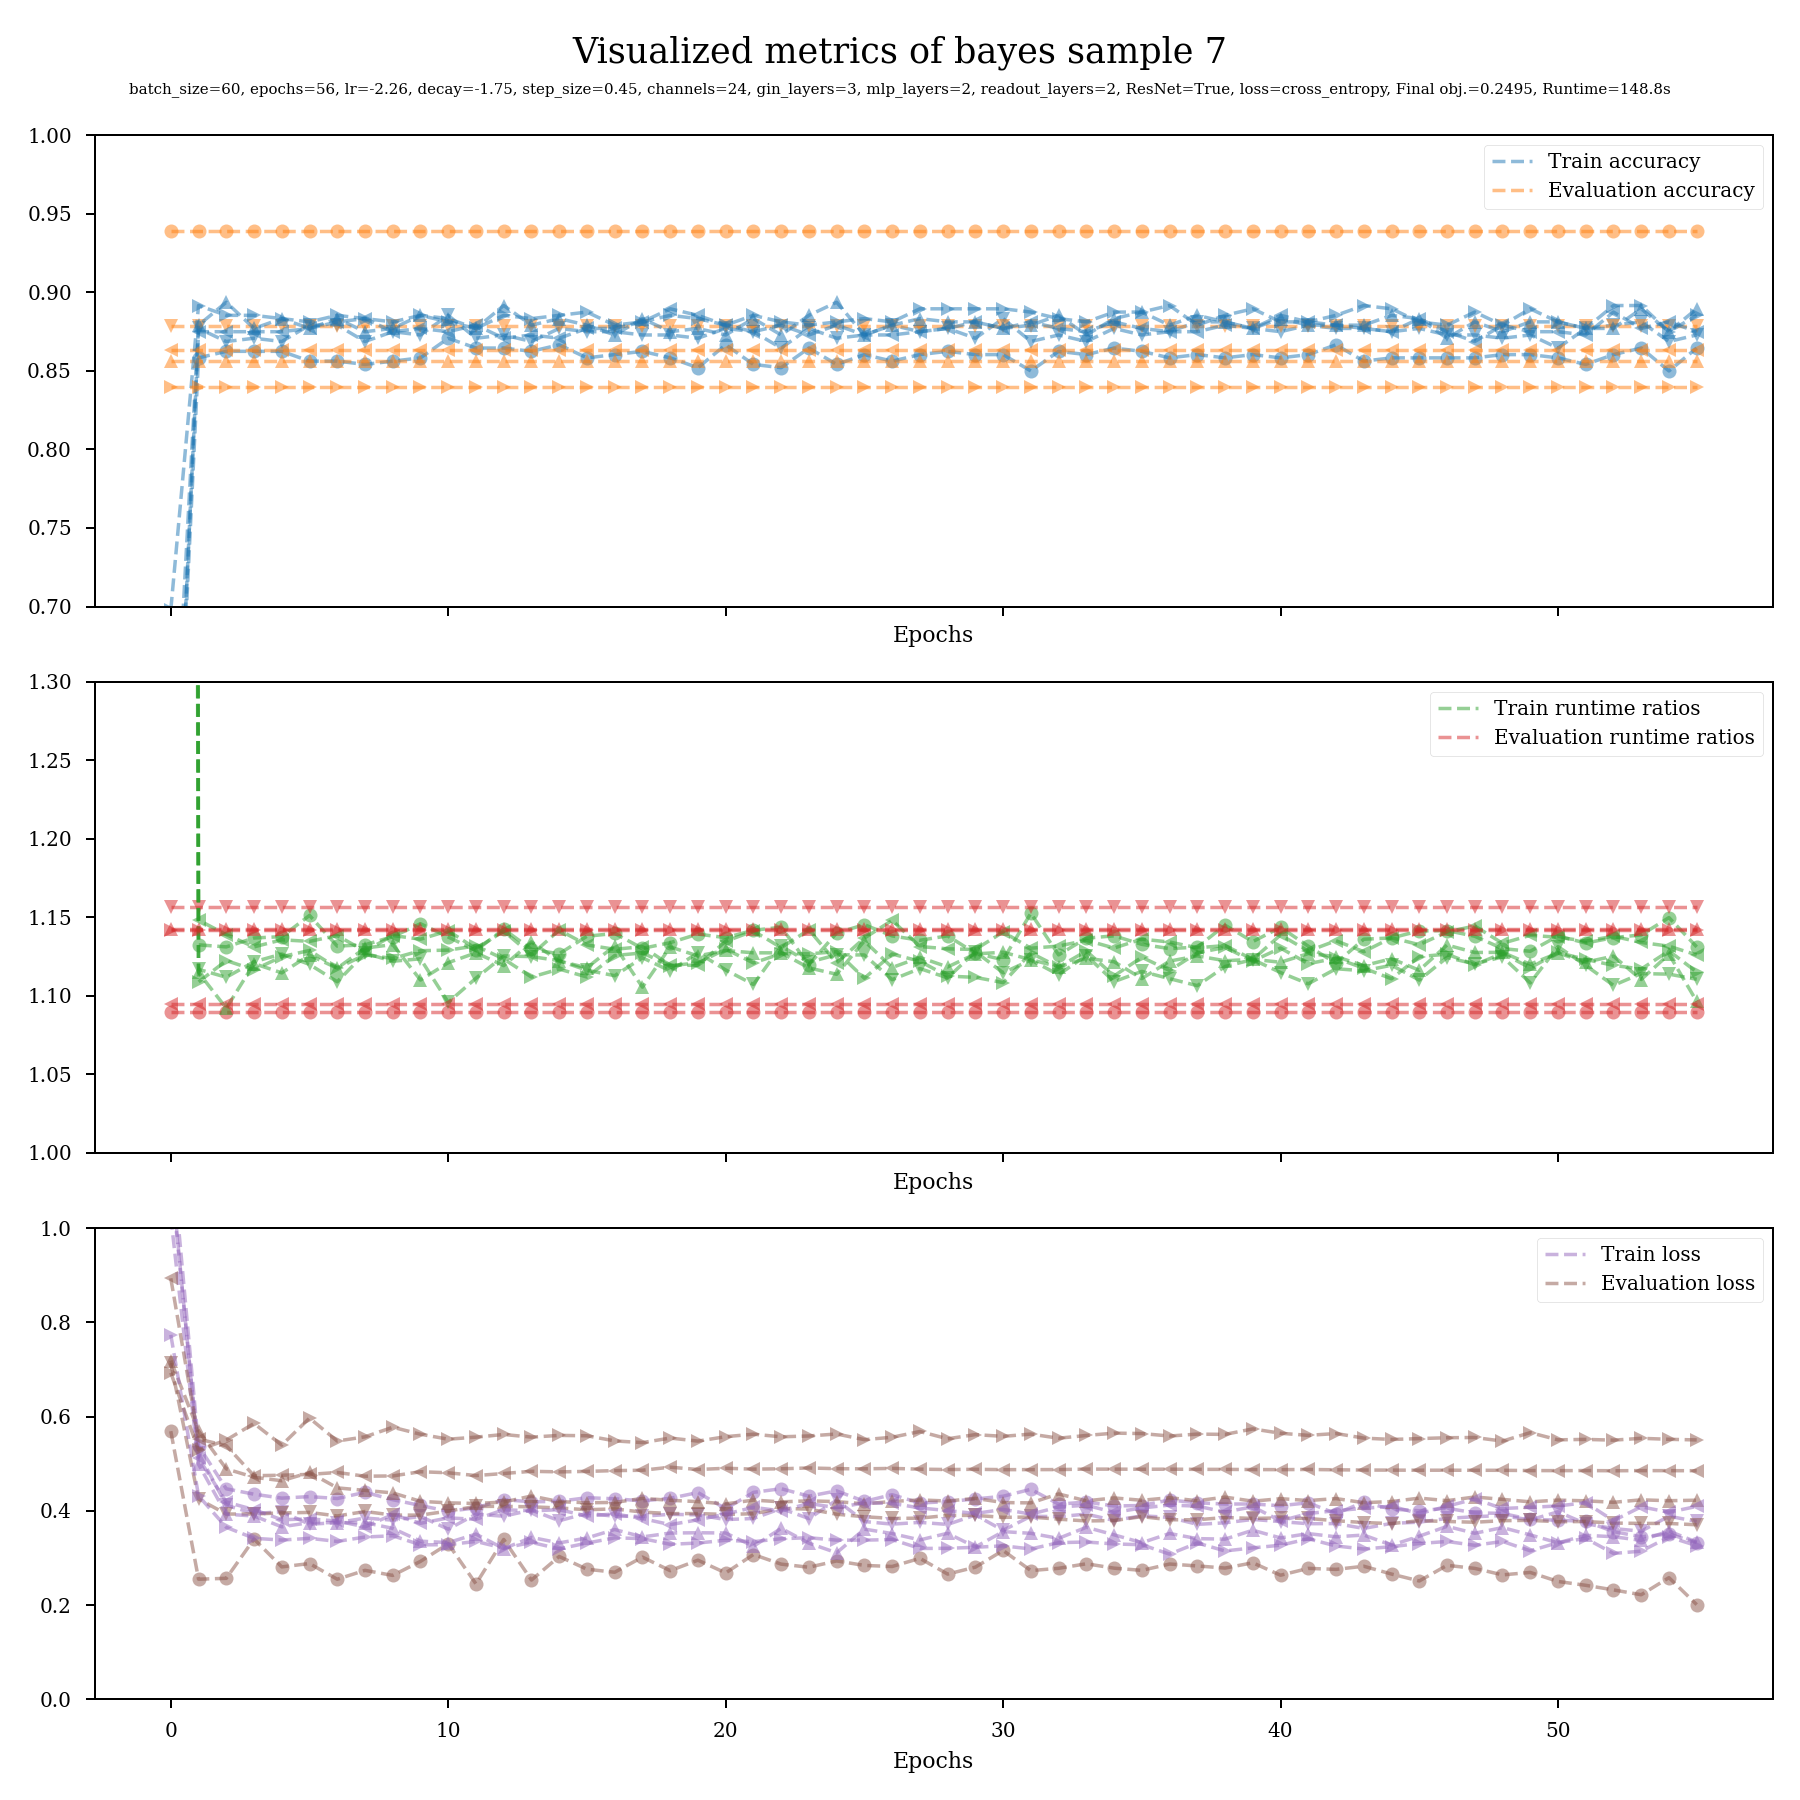 Visualized metrics of bayes sample 7
batch_size=60, epochs=56, lr=-2.26, decay=-1.75, step_size=0.45, channels=24, gin_layers=3, mlp_layers=2, readout_layers=2, ResNet=True, loss=cross_entropy, Final obj.=0.2495, Runtime=148.8s
1.00
0.95
0.90
0.85
0.80
0.75
0.70
Train accuracy
Evaluation accuracy
Epochs
1.30
1.25
1.20
1.15
1.10
1.05
1.00
Train runtime ratios
Evaluation runtime ratios
Epochs
1.0
0.8
0.6
0.4
0.2
0.0
Train loss
Evaluation loss
0 10 20 30 40 50
Epochs